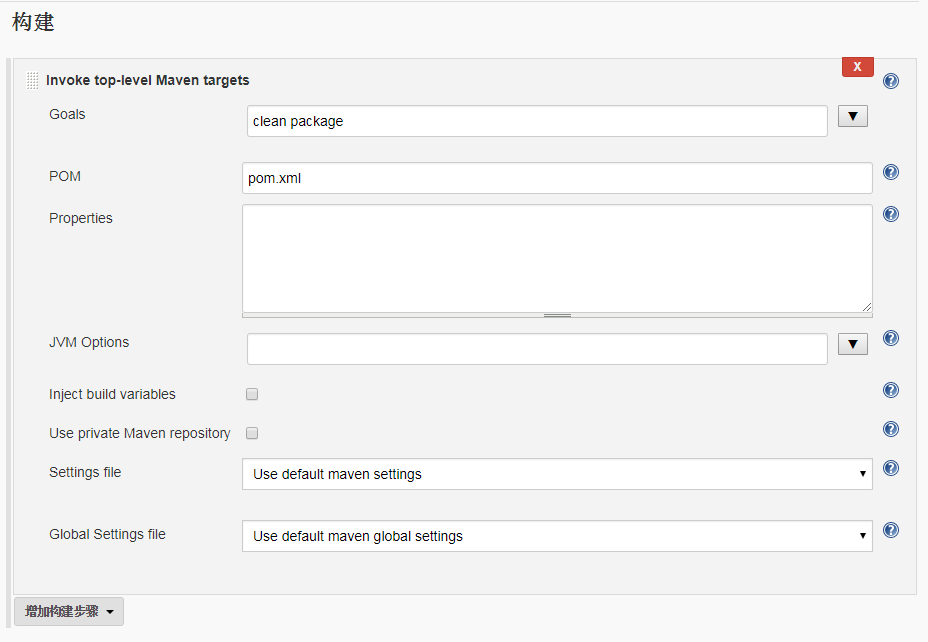 构建
X
Invoke top-level Maven targets
Goals
clean package
POM
pom.xml
Properties
JVM Options
Inject build variables
Use private Maven repository
Settings file
Use default maven settings
Global Settings file
Use default maven global settings
增加构建步骤